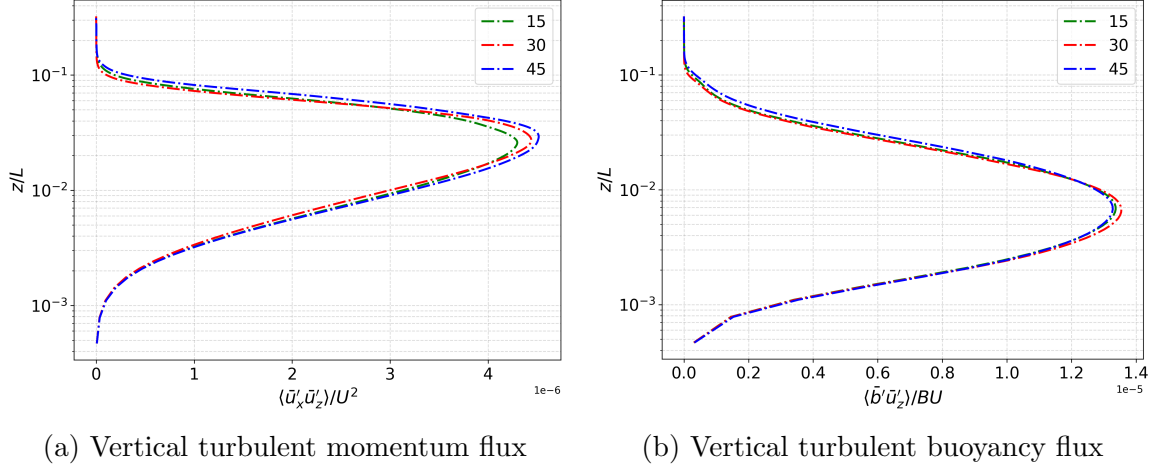 15
30
45
10⁻¹
10⁻²
10⁻³
z/L
0 1 2 3 4
1e−6
⟨ū′ₓū′_z⟩/U²
(a) Vertical turbulent momentum flux
15
30
45
10⁻¹
10⁻²
10⁻³
z/L
0.0 0.2 0.4 0.6 0.8 1.0 1.2 1.4
1e−5
⟨b̄′ū′_z⟩/BU
(b) Vertical turbulent buoyancy flux